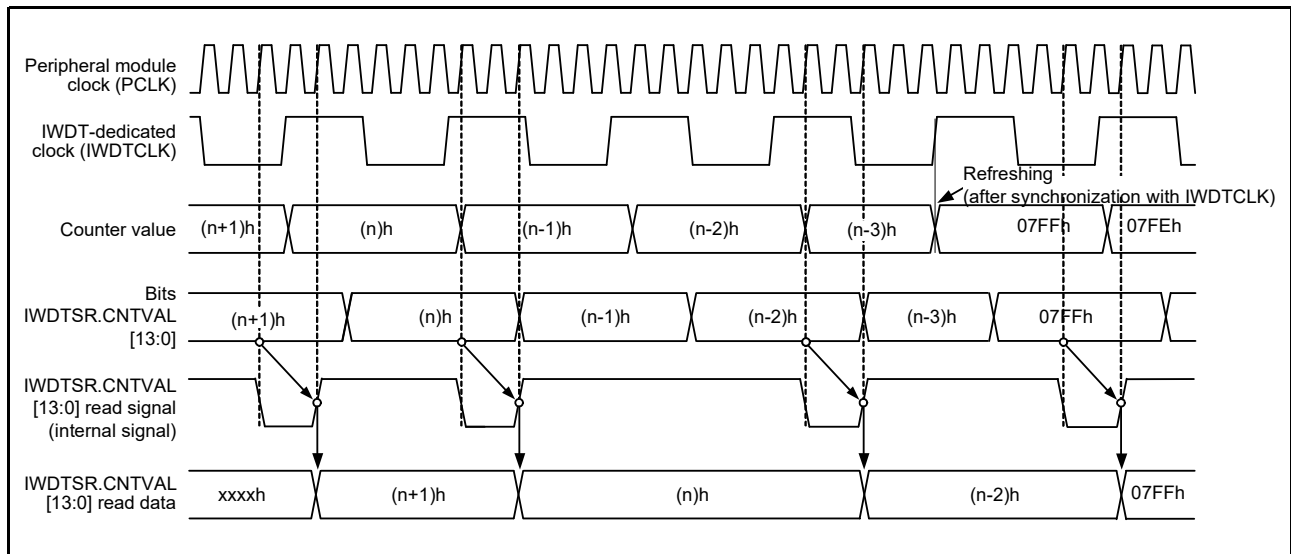 Peripheral module
clock (PCLK)
IWDT-dedicated
clock (IWDTCLK)
Refreshing
(after synchronization with IWDTCLK)
Counter value
(n+1)h
(n)h
(n-1)h
(n-2)h
(n-3)h
07FFh
07FEh
Bits
IWDTSR.CNTVAL
[13:0]
(n+1)h
(n)h
(n-1)h
(n-2)h
(n-3)h
07FFh
IWDTSR.CNTVAL
[13:0] read signal
(internal signal)
IWDTSR.CNTVAL
[13:0] read data
xxxxh
(n+1)h
(n)h
(n-2)h
07FFh